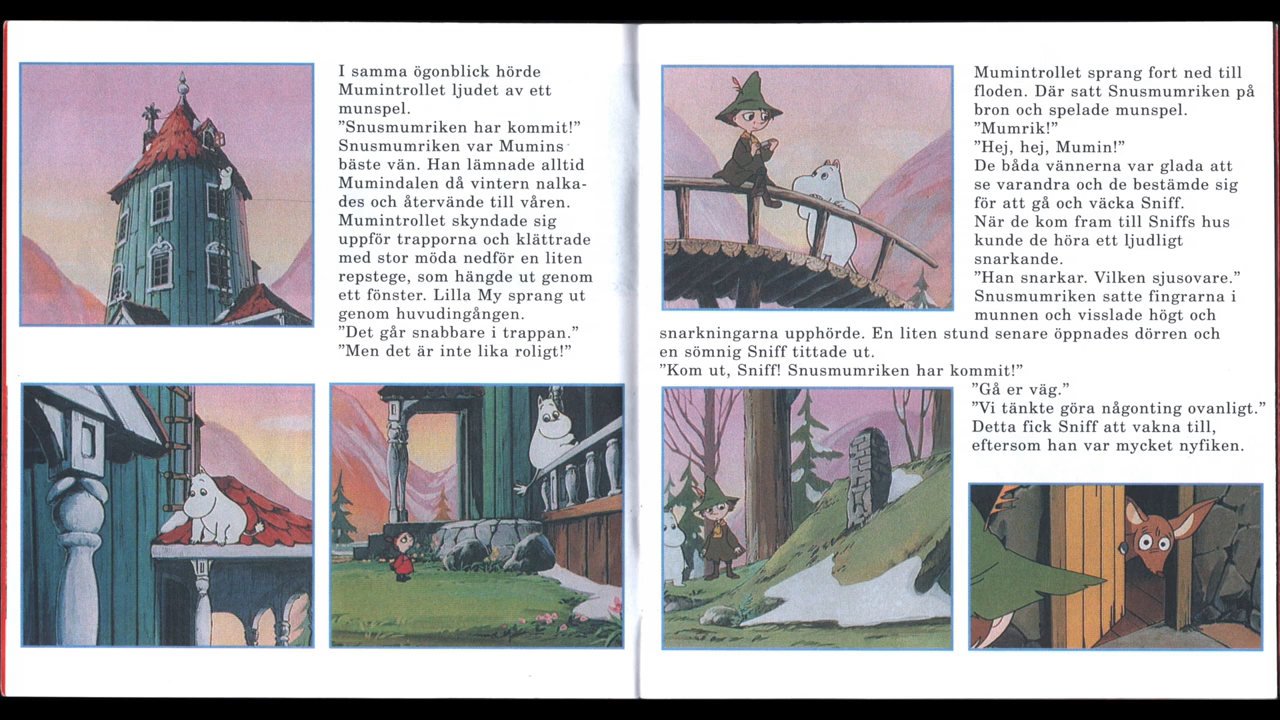 I samma ögonblick hörde
Mumintrollet ljudet av ett
munspel.
”Snusmumriken har kommit!”
Snusmumriken var Mumins
bäste vän. Han lämnade alltid
Mumindalen då vintern nalka-
des och återvände till våren.
Mumintrollet skyndade sig
uppför trapporna och klättrade
med stor möda nedför en liten
repstege, som hängde ut genom
ett fönster. Lilla My sprang ut
genom huvudingången.
”Det går snabbare i trappan.”
”Men det är inte lika roligt!”
Mumintrollet sprang fort ned till
floden. Där satt Snusmumriken på
bron och spelade munspel.
”Mumrik!”
”Hej, hej, Mumin!”
De båda vännerna var glada att
se varandra och de bestämde sig
för att gå och väcka Sniff.
När de kom fram till Sniffs hus
kunde de höra ett ljudligt
snarkande.
”Han snarkar. Vilken sjusovare.”
Snusmumriken satte fingrarna i
munnen och visslade högt och
snarkningarna upphörde. En liten stund senare öppnades dörren och
en sömnig Sniff tittade ut.
”Kom ut, Sniff! Snusmumriken har kommit!”
”Gå er väg.”
”Vi tänkte göra någonting ovanligt.”
Detta fick Sniff att vakna till,
eftersom han var mycket nyfiken.